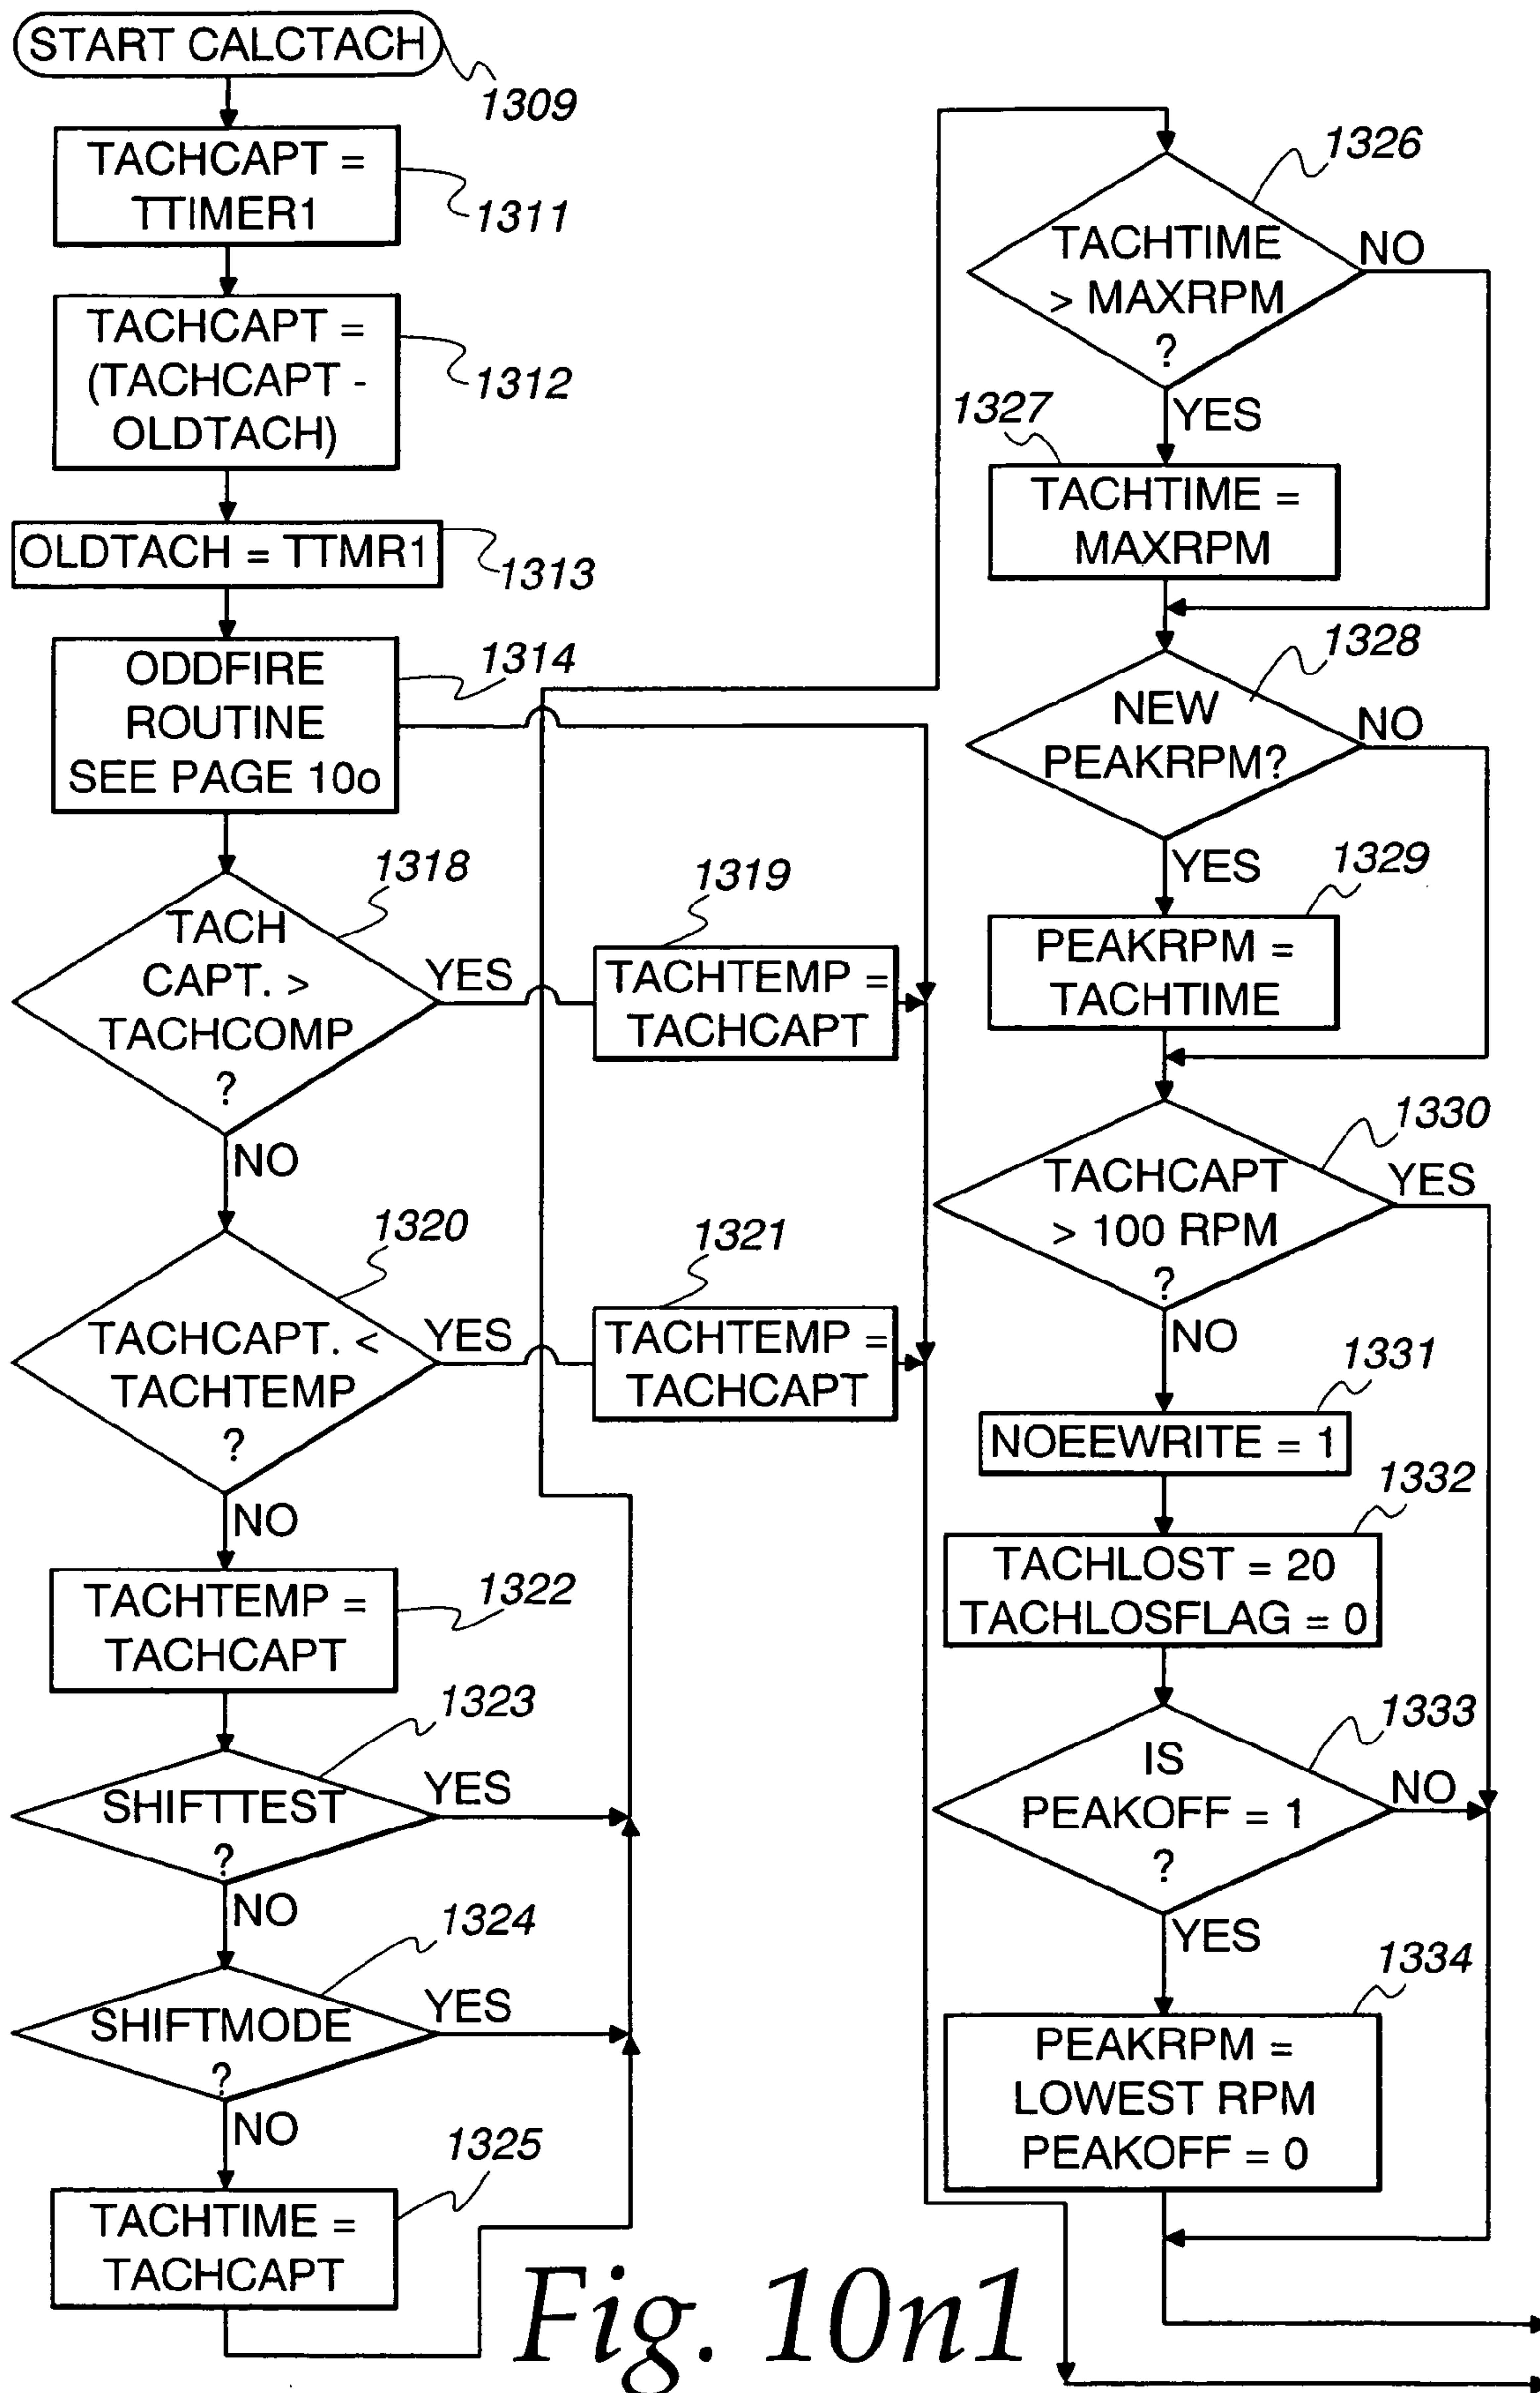 START CALCTACH
1309
TACHCAPT =
TTIMER1
1311
TACHCAPT =
(TACHCAPT -
OLDTACH)
1312
OLDTACH = TTMR1
1313
ODDFIRE
ROUTINE
SEE PAGE 10o
1314
TACH
CAPT. >
TACHCOMP
?
1318
YES
NO
1319
TACHTEMP =
TACHCAPT
TACHCAPT. <
TACHTEMP
?
1320
YES
NO
1321
TACHTEMP =
TACHCAPT
TACHTEMP =
TACHCAPT
1322
SHIFTTEST
?
1323
YES
NO
SHIFTMODE
?
1324
YES
NO
TACHTIME =
TACHCAPT
1325
TACHTIME
> MAXRPM
?
1326
NO
YES
1327
TACHTIME =
MAXRPM
NEW
PEAKRPM?
1328
NO
YES
1329
PEAKRPM =
TACHTIME
TACHCAPT
> 100 RPM
?
1330
YES
NO
1331
NOEEWRITE = 1
1332
TACHLOST = 20
TACHLOSFLAG = 0
IS
PEAKOFF = 1
?
1333
NO
YES
1334
PEAKRPM =
LOWEST RPM
PEAKOFF = 0
Fig. 10n1